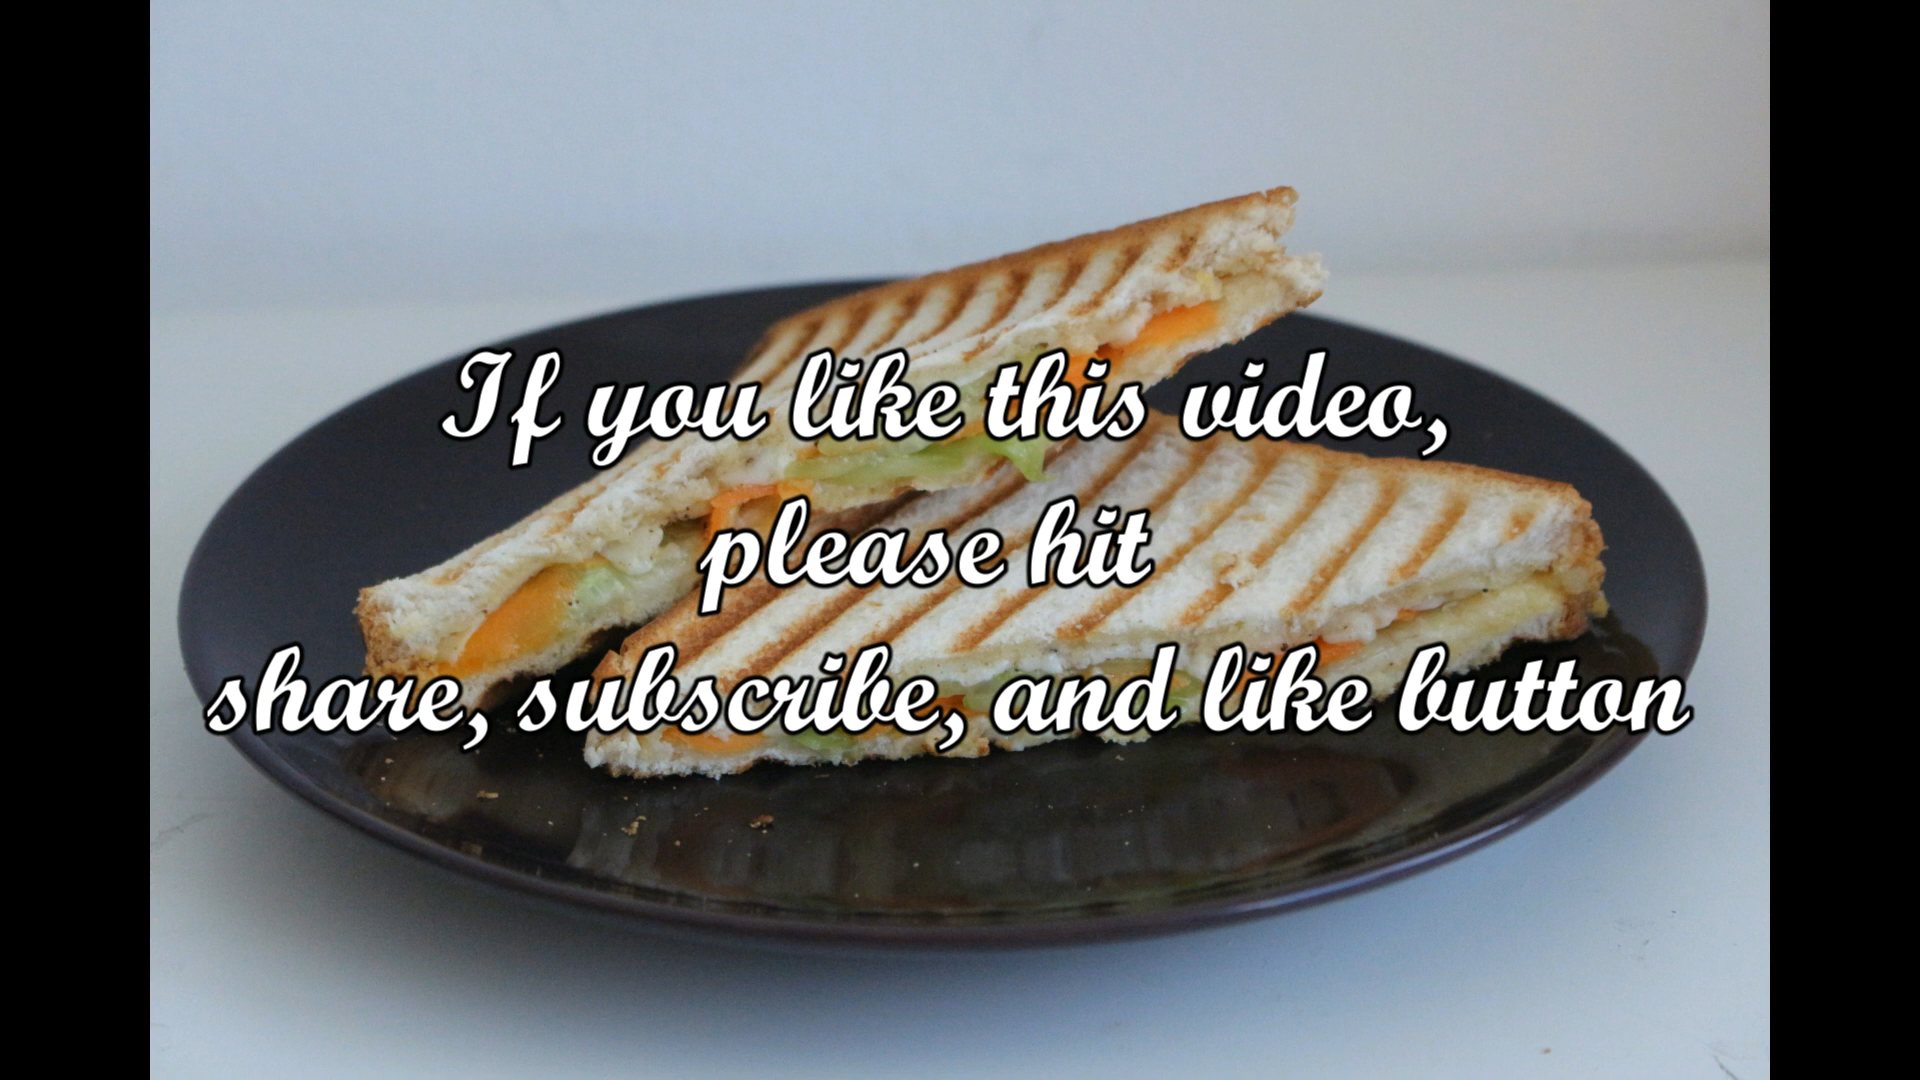 If you like this video,
please hit
share, subscribe, and like button